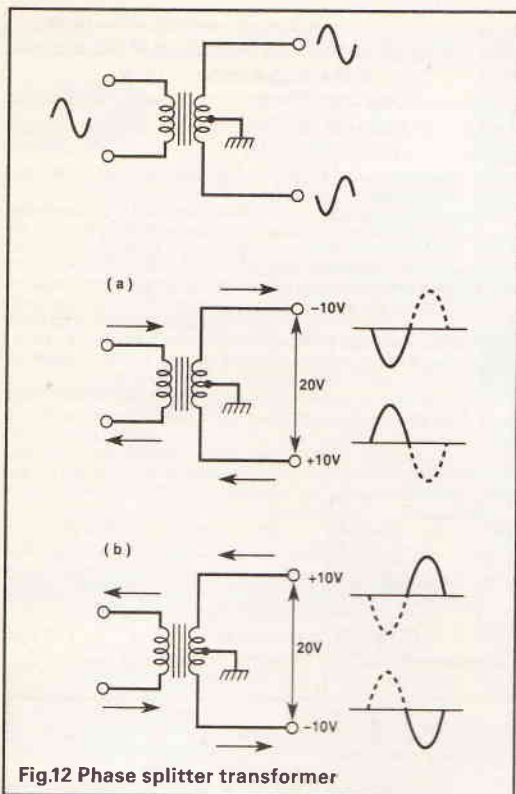 (a)
-10V
20V
+10V
(b)
+10V
20V
-10V
Fig.12 Phase splitter transformer